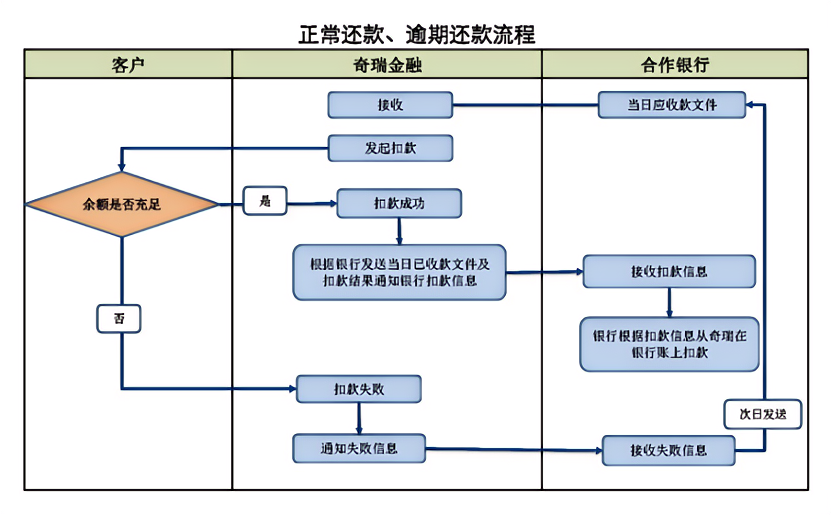 正常还款、逾期还款流程
客户
奇瑞金融
合作银行
接收
当日应收款文件
发起扣款
余额是否充足
是
扣款成功
根据银行发送当日已收款文件及
扣款结果通知银行扣款信息
接收扣款信息
否
银行根据扣款信息从奇瑞在
银行账上扣款
扣款失败
次日发送
通知失败信息
接收失败信息